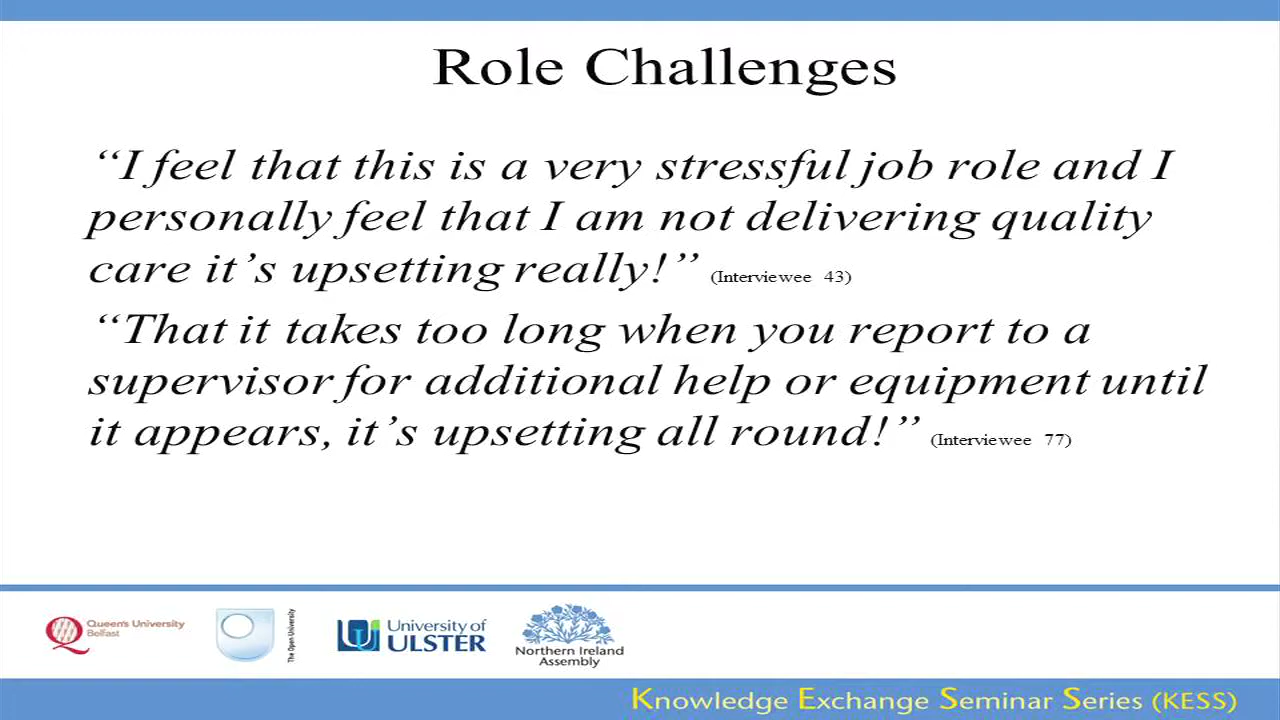 Role Challenges
“I feel that this is a very stressful job role and I
personally feel that I am not delivering quality
care it’s upsetting really!” (Interviewee 43)
“That it takes too long when you report to a
supervisor for additional help or equipment until
it appears, it’s upsetting all round!” (Interviewee 77)
Queen's University
Belfast
The Open University
University of
ULSTER
Northern Ireland
Assembly
Knowledge Exchange Seminar Series (KESS)